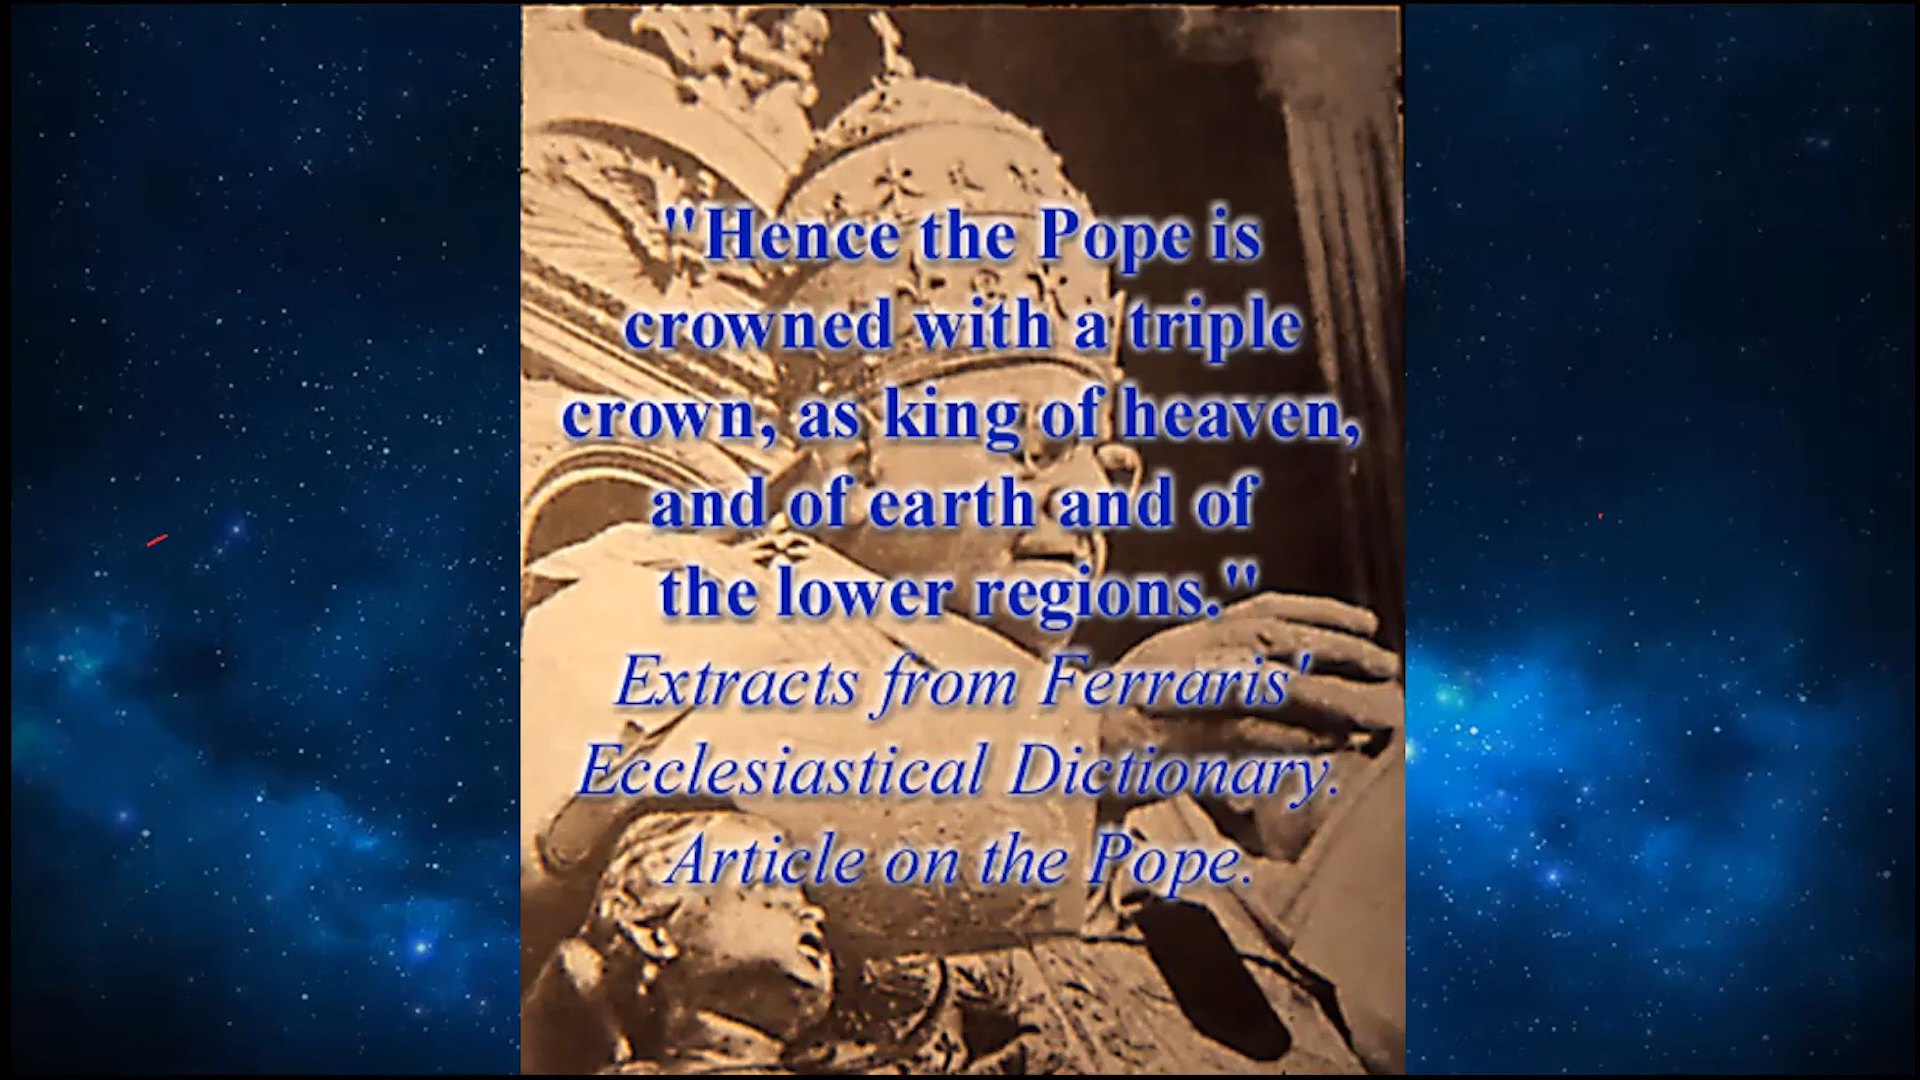 "Hence the Pope is
crowned with a triple
crown, as king of heaven,
and of earth and of
the lower regions."
Extracts from Ferraris'
Ecclesiastical Dictionary.
Article on the Pope.